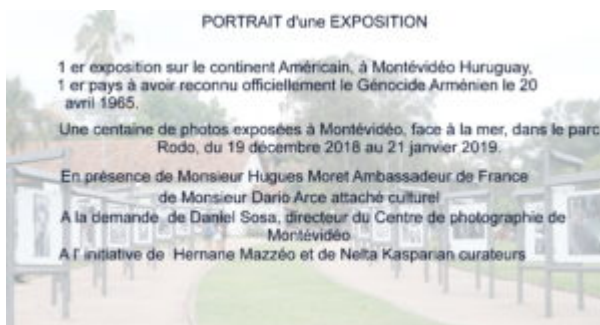 PORTRAIT d'une EXPOSITION
1 er exposition sur le continent Américain, à Montévidéo Huruguay,
1 er pays à avoir reconnu officiellement le Génocide Arménien le 20
avril 1965.
Une centaine de photos exposées à Montévidéo, face à la mer, dans le parc
Rodo, du 19 décembre 2018 au 21 janvier 2019.
En présence de Monsieur Hugues Moret Ambassadeur de France
de Monsieur Dario Arce attaché culturel
A la demande de Daniel Sosa, directeur du Centre de photographie de
Montévidéo
A l' initiative de Hernane Mazzéo et de Nelta Kasparian curateurs